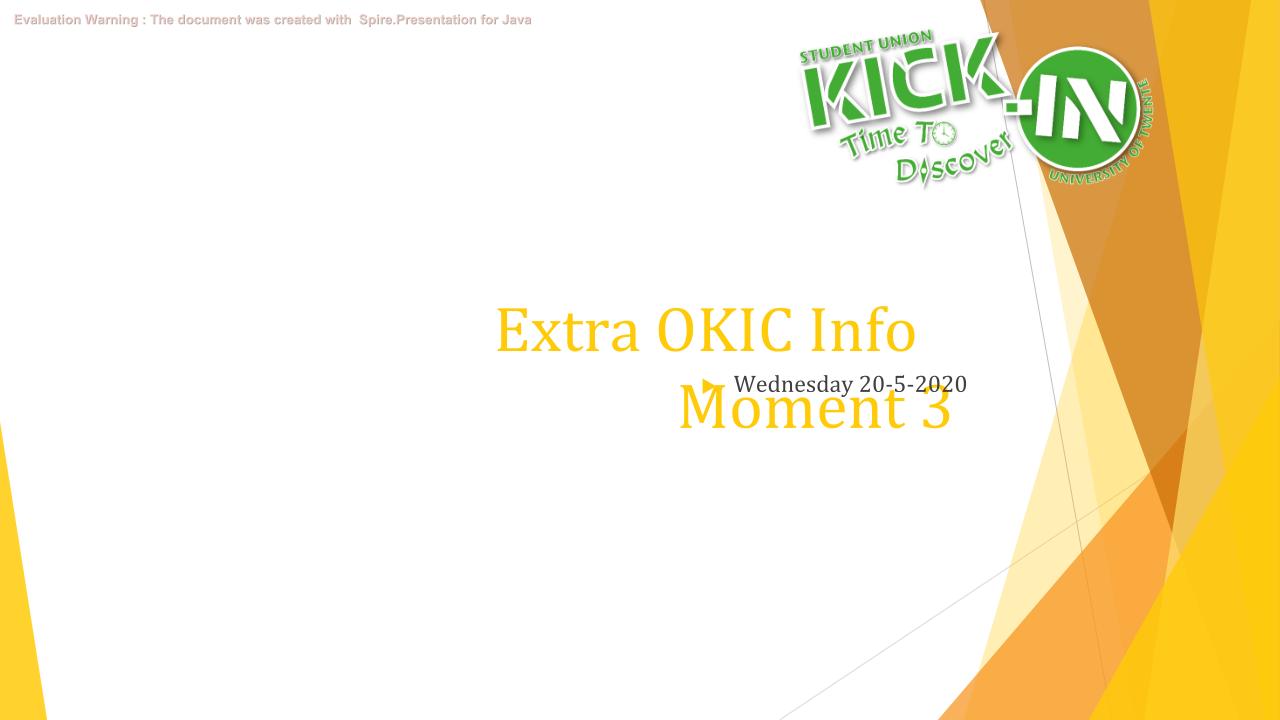 Evaluation Warning : The document was created with Spire.Presentation for Java
STUDENT UNION
KICK-IN
Time To
Discover
UNIVERSITY OF TWENTE
Extra OKIC Info
Moment 3
Wednesday 20-5-2020